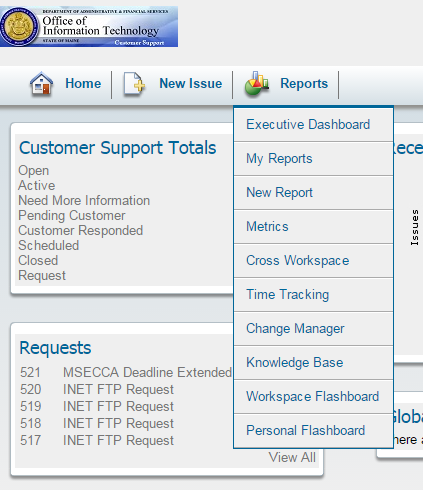 DEPARTMENT OF ADMINISTRATIVE & FINANCIAL SERVICES
Office of
Information Technology
STATE OF MAINE
Customer Support
Home
New Issue
Reports
Executive Dashboard
My Reports
New Report
Metrics
Cross Workspace
Time Tracking
Change Manager
Knowledge Base
Workspace Flashboard
Personal Flashboard
Customer Support Totals
Open
Active
Need More Information
Pending Customer
Customer Responded
Scheduled
Closed
Request
Issues
Requests
521 MSECCA Deadline Extended
520 INET FTP Request
519 INET FTP Request
518 INET FTP Request
517 INET FTP Request
View All